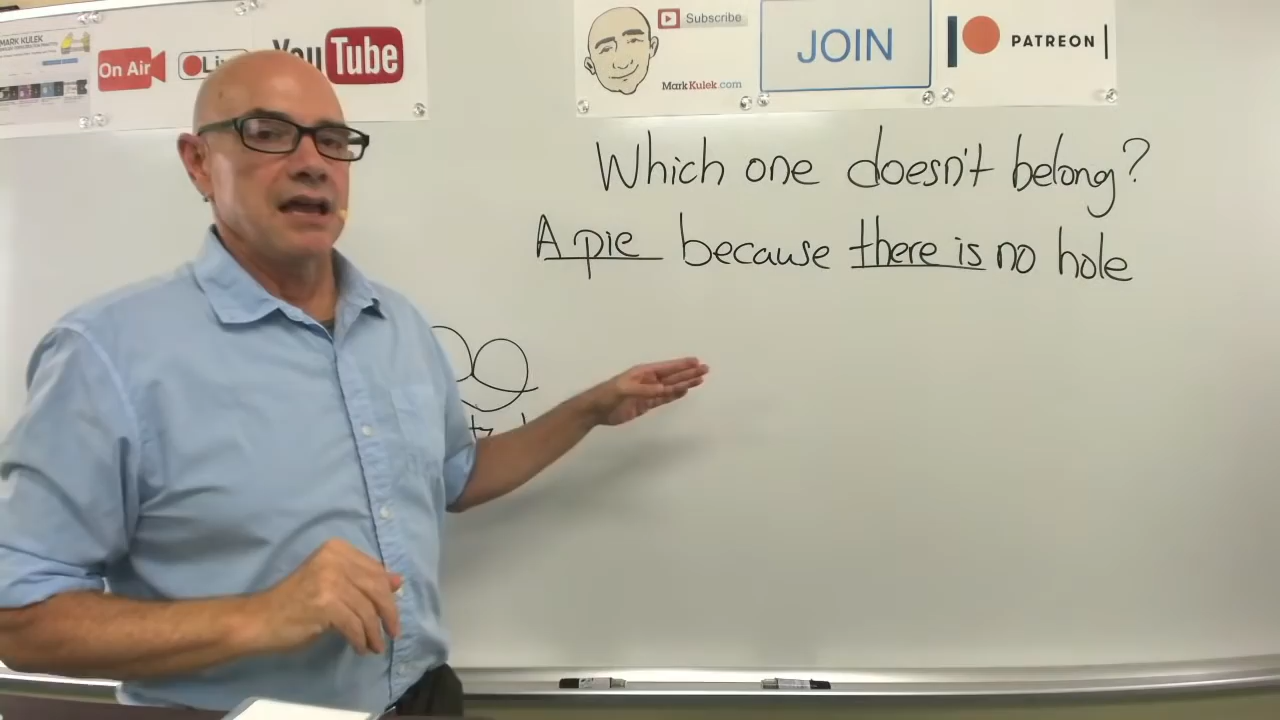 MARK KULEK
On Air
Live
YouTube
Subscribe
MarkKulek.com
JOIN
PATREON
Which one doesn't belong?
A pie because there is no hole